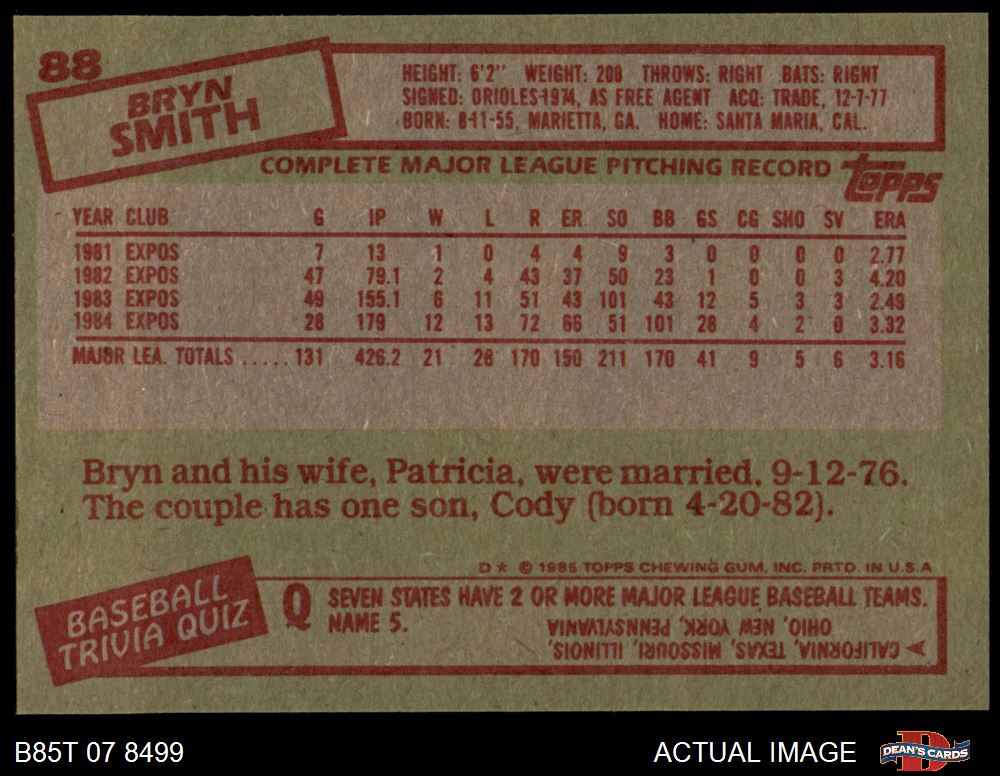 88
BRYN
SMITH
HEIGHT: 6'2" WEIGHT: 200 THROWS: RIGHT BATS: RIGHT
SIGNED: ORIOLES-1974, AS FREE AGENT ACQ: TRADE, 12-7-77
BORN: 8-11-55, MARIETTA, GA. HOME: SANTA MARIA, CAL.
COMPLETE MAJOR LEAGUE PITCHING RECORD
topps
YEAR CLUB G IP W L R ER SO BB GS CG SHO SV ERA
1981 EXPOS 7 13 1 0 4 4 9 3 0 0 0 0 2.77
1982 EXPOS 47 79.1 2 4 43 37 50 23 1 0 0 3 4.20
1983 EXPOS 49 155.1 6 11 51 43 101 43 12 5 3 3 2.49
1984 EXPOS 28 179 12 13 72 66 51 101 28 4 2 0 3.32
MAJOR LEA. TOTALS ..... 131 426.2 21 28 170 150 211 170 41 9 5 6 3.16
Bryn and his wife, Patricia, were married, 9-12-76.
The couple has one son, Cody (born 4-20-82).
D * © 1985 TOPPS CHEWING GUM, INC. PRTD. IN U.S.A
BASEBALL
TRIVIA QUIZ
Q SEVEN STATES HAVE 2 OR MORE MAJOR LEAGUE BASEBALL TEAMS.
NAME 5.
CALIFORNIA, TEXAS, MISSOURI, ILLINOIS,
OHIO, NEW YORK, PENNSYLVANIA
B85T 07 8499
ACTUAL IMAGE
D
DEAN'S CARDS